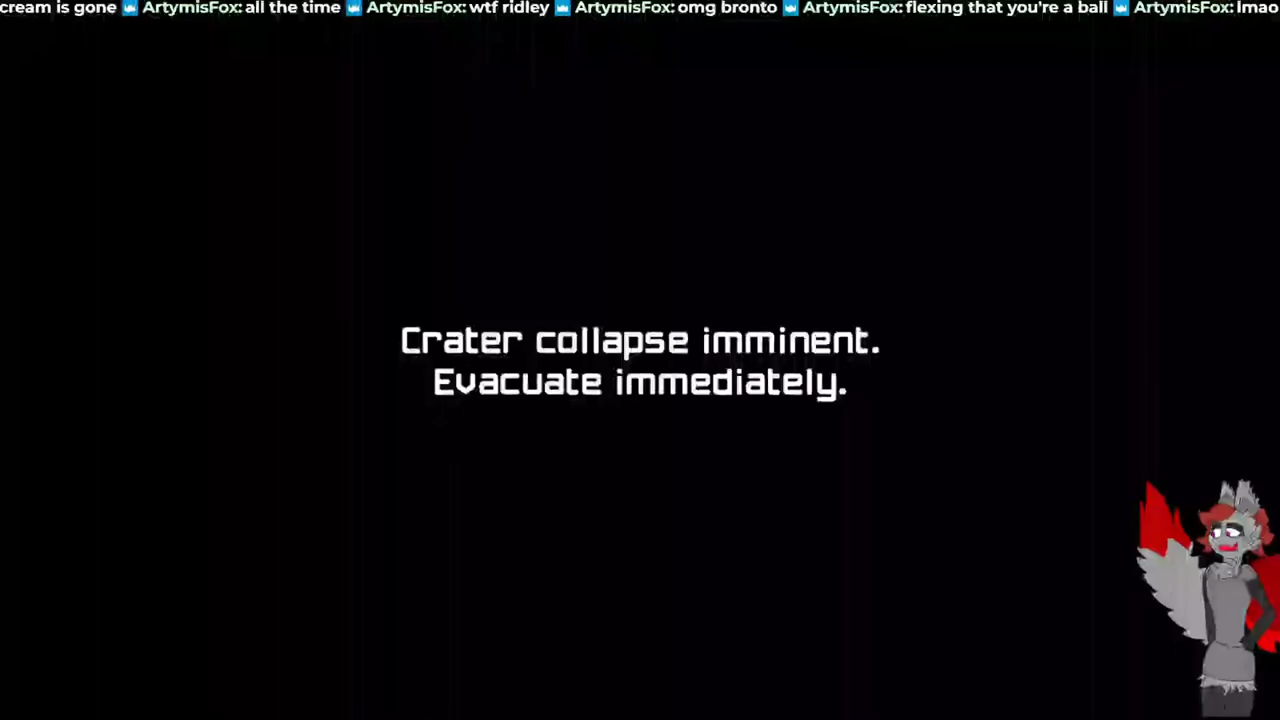 cream is gone ArtymisFox: all the time ArtymisFox: wtf ridley ArtymisFox: omg bronto ArtymisFox: flexing that you're a ball ArtymisFox: lmao
Crater collapse imminent.
Evacuate immediately.